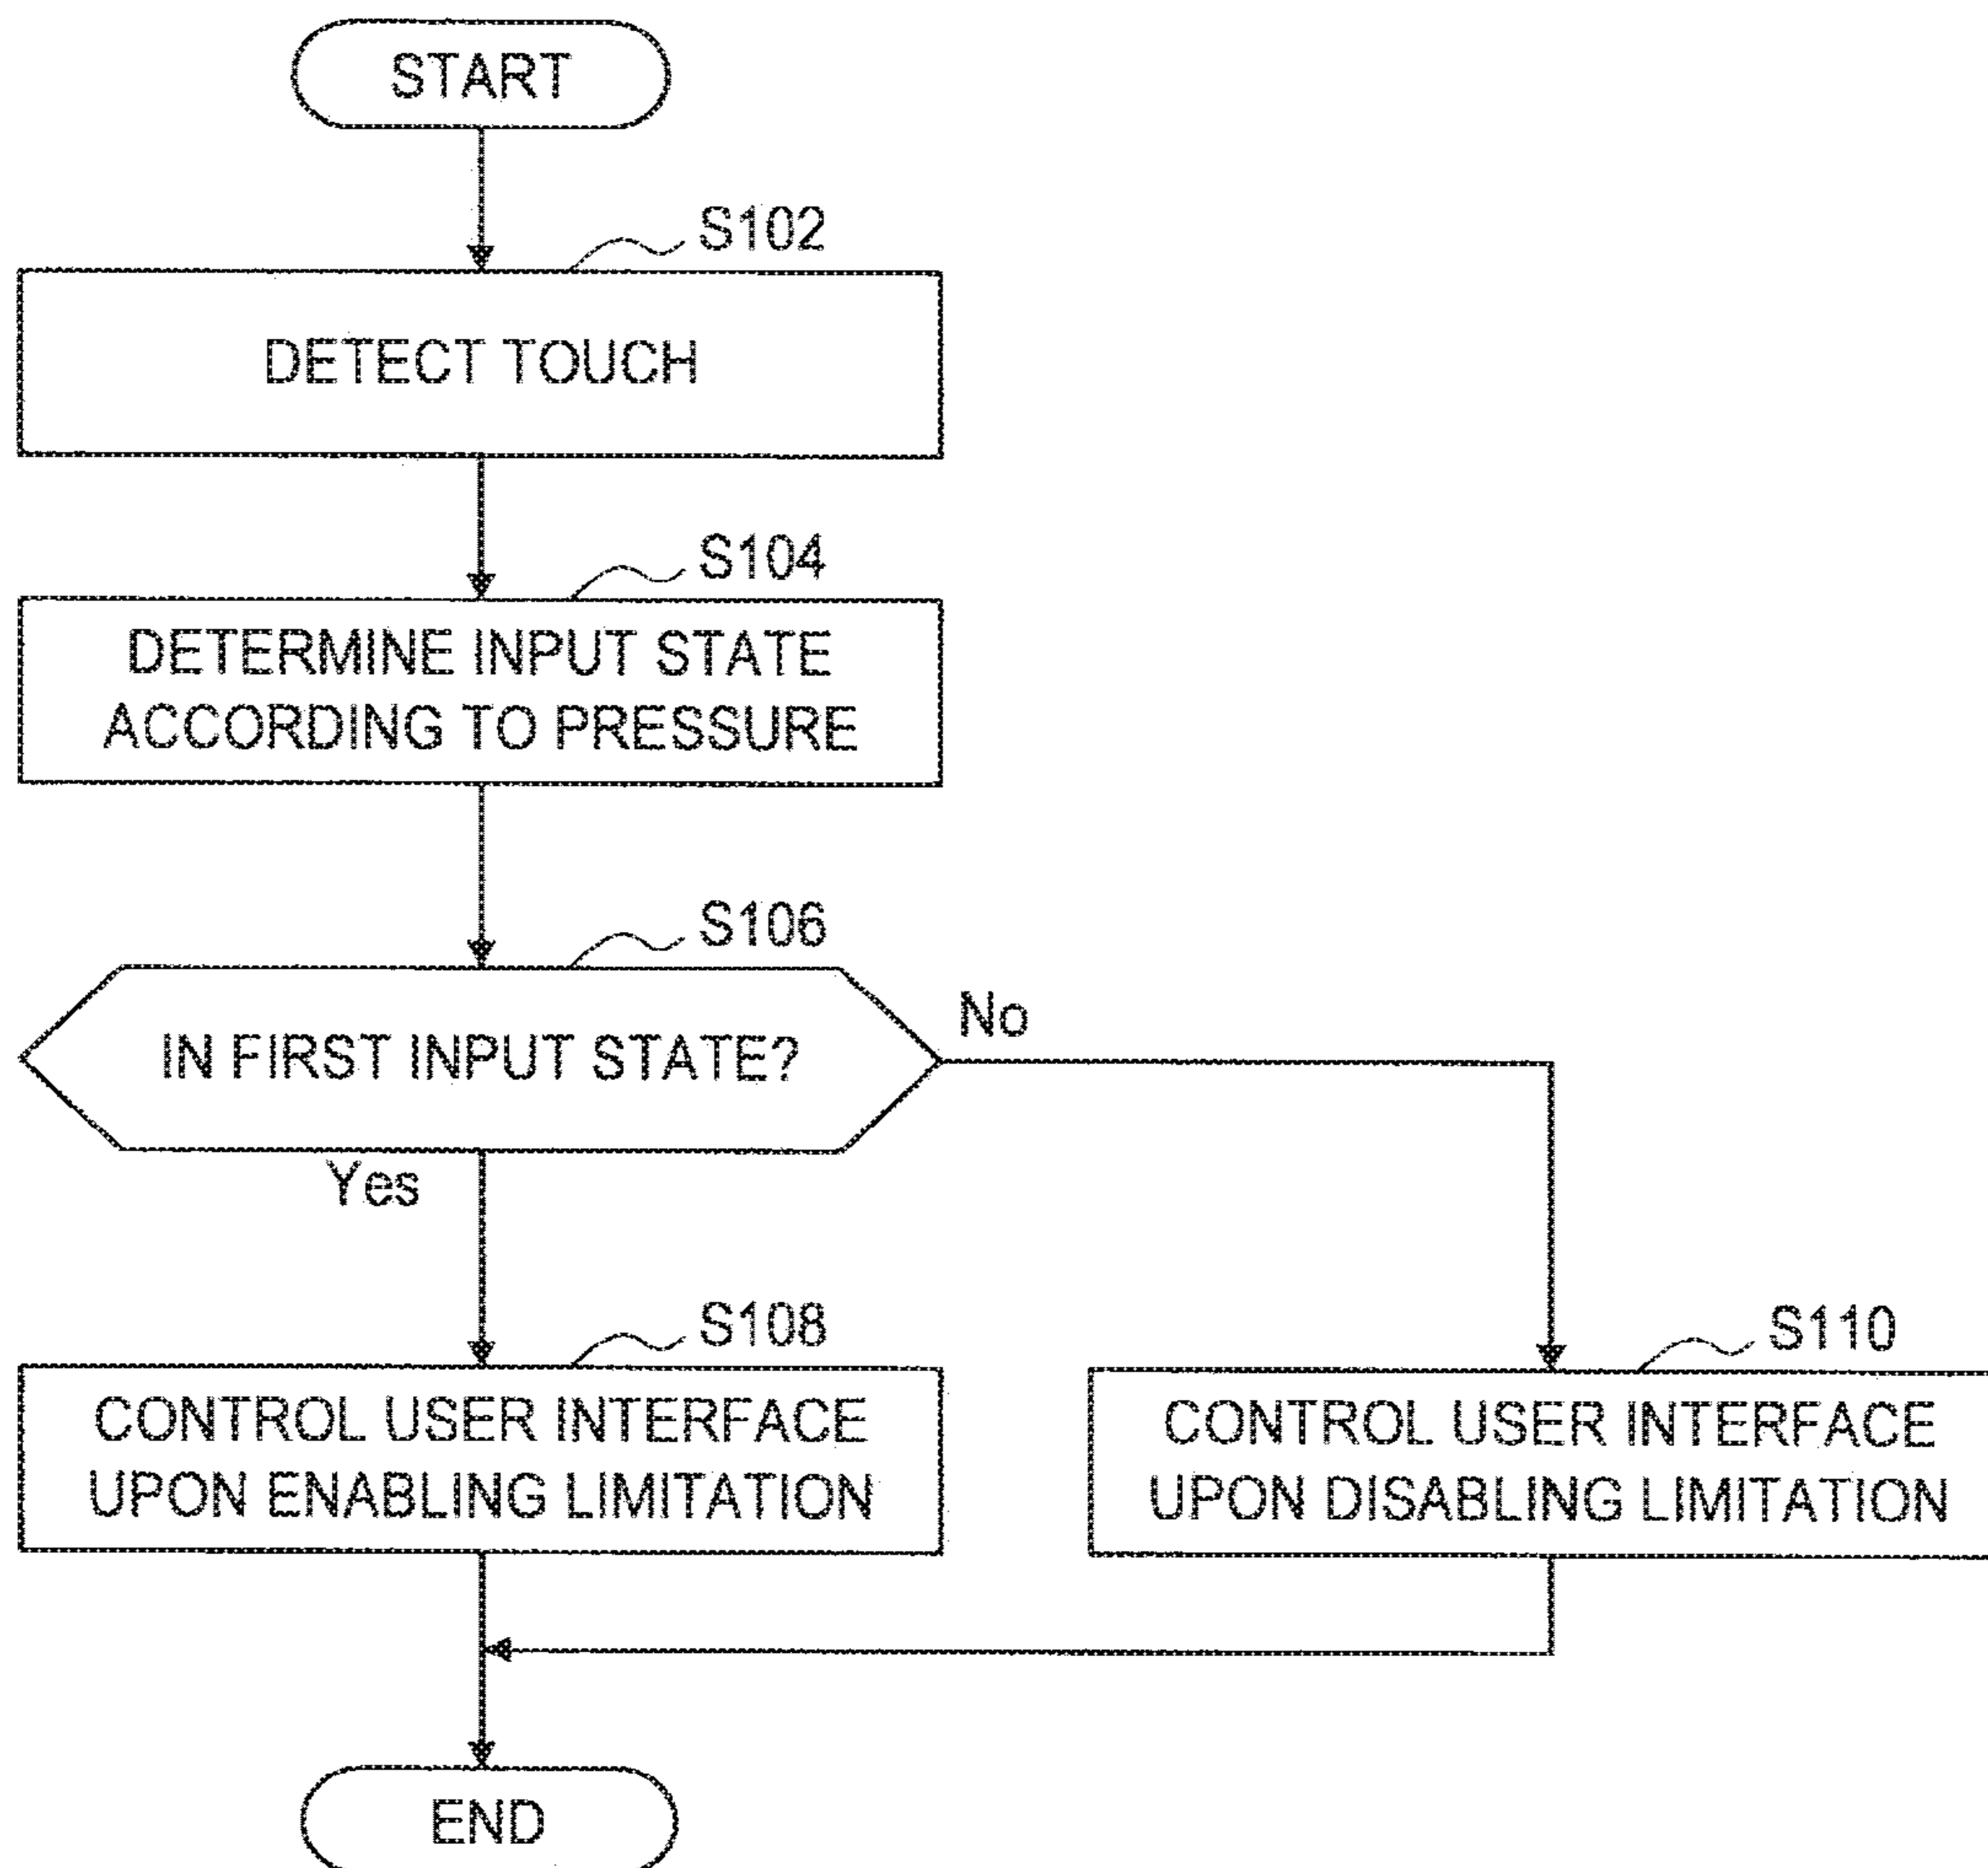 START
S102
DETECT TOUCH
S104
DETERMINE INPUT STATE
ACCORDING TO PRESSURE
S106
IN FIRST INPUT STATE?
No
Yes
S108
CONTROL USER INTERFACE
UPON ENABLING LIMITATION
S110
CONTROL USER INTERFACE
UPON DISABLING LIMITATION
END